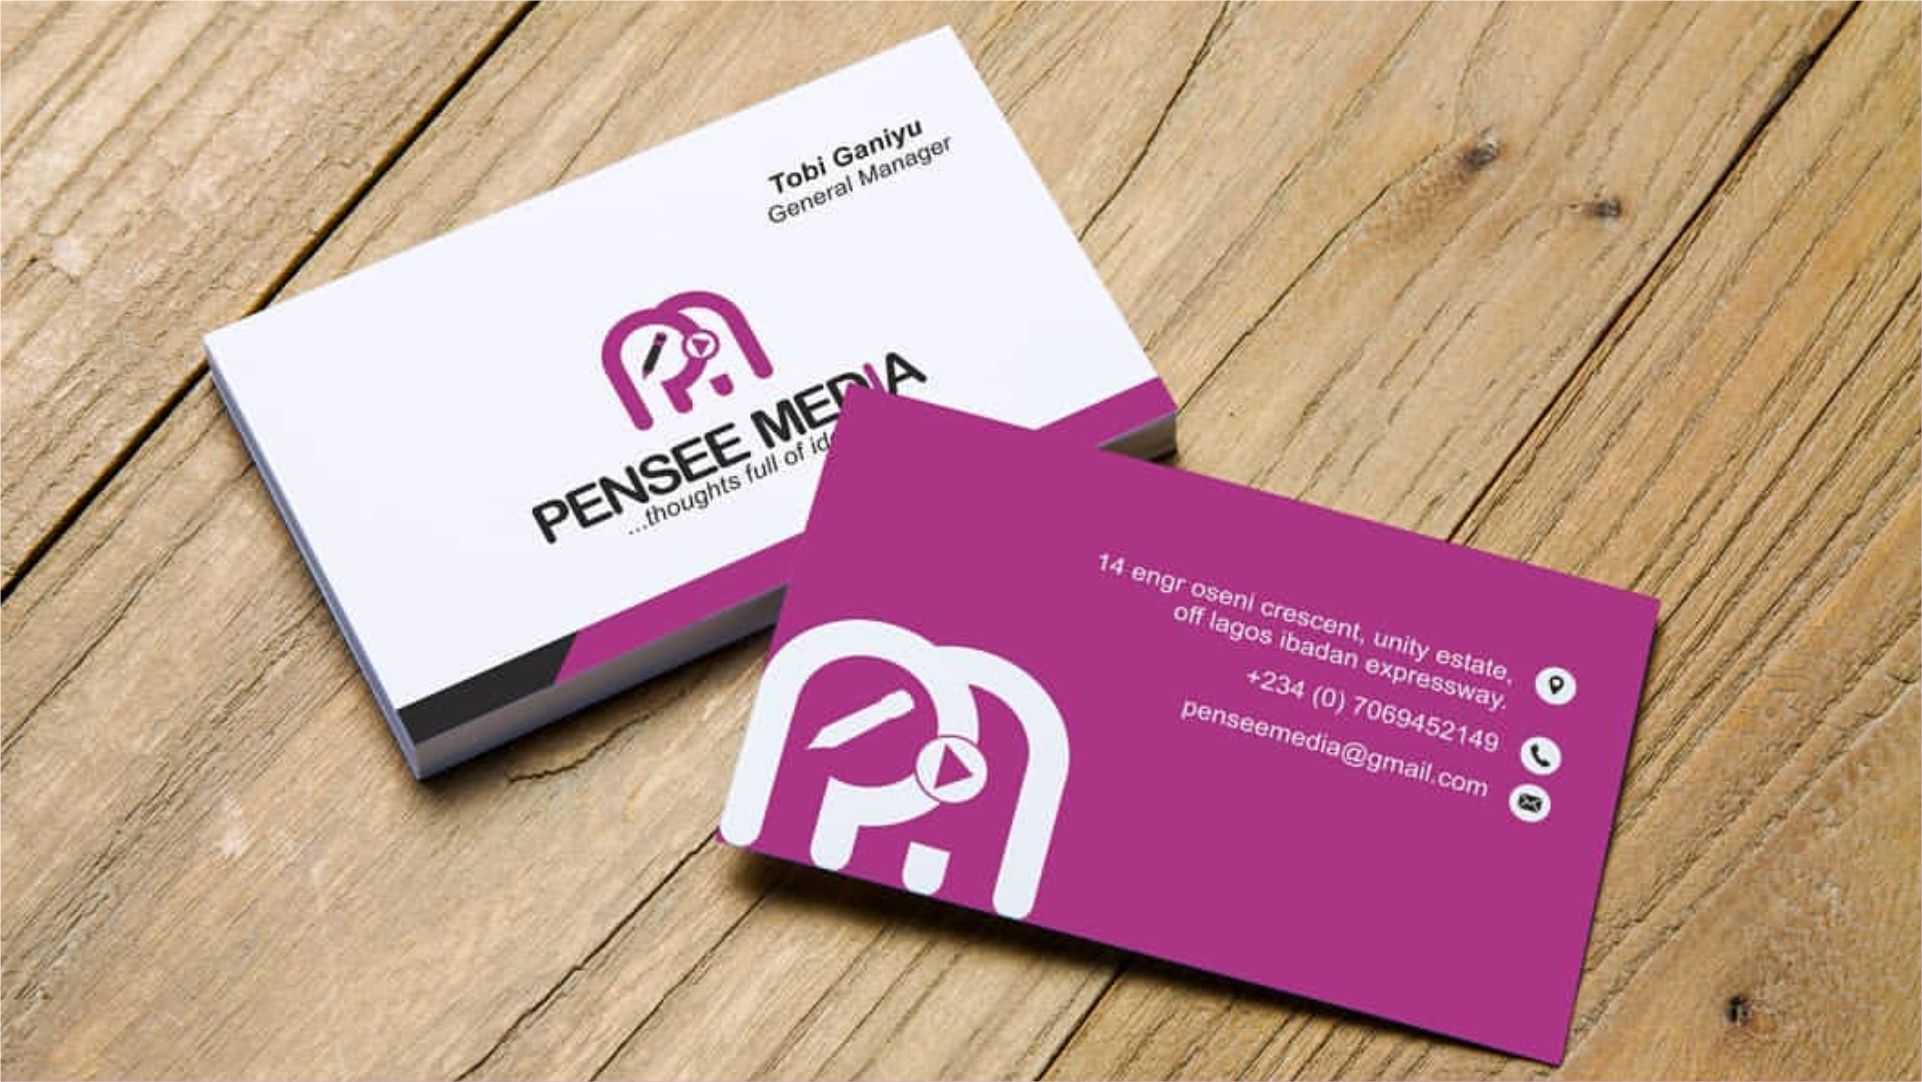 Tobi Ganiyu
General Manager
PENSEE MEDIA
...thoughts full of
14 engr oseni crescent, unity estate,
off lagos ibadan expressway.
+234 (0) 7069452149
penseemedia@gmail.com